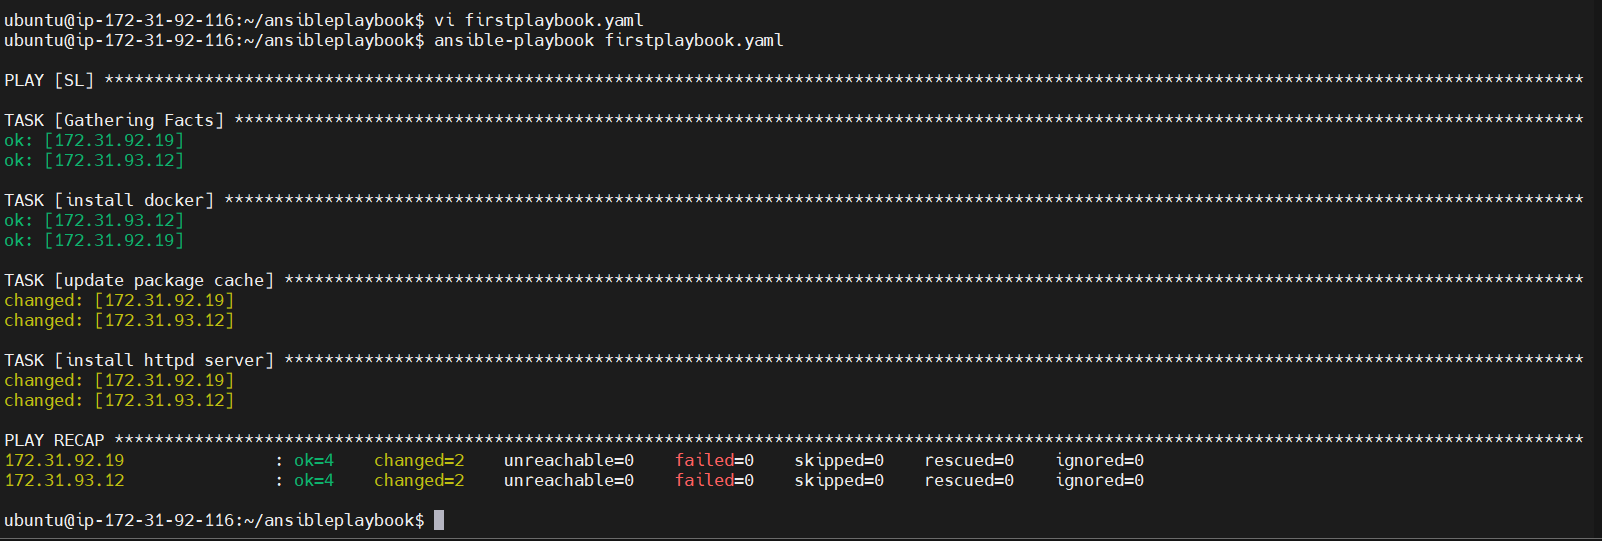 ubuntu@ip-172-31-92-116:~/ansibleplaybook$ vi firstplaybook.yaml
ubuntu@ip-172-31-92-116:~/ansibleplaybook$ ansible-playbook firstplaybook.yaml
PLAY [SL] ****************************************************************************************************************************************************
TASK [Gathering Facts] ***************************************************************************************************************************************
ok: [172.31.92.19]
ok: [172.31.93.12]
TASK [install docker] ****************************************************************************************************************************************
ok: [172.31.93.12]
ok: [172.31.92.19]
TASK [update package cache] **********************************************************************************************************************************
changed: [172.31.92.19]
changed: [172.31.93.12]
TASK [install httpd server] **********************************************************************************************************************************
changed: [172.31.92.19]
changed: [172.31.93.12]
PLAY RECAP ***************************************************************************************************************************************************
172.31.92.19               : ok=4    changed=2    unreachable=0    failed=0    skipped=0    rescued=0    ignored=0
172.31.93.12               : ok=4    changed=2    unreachable=0    failed=0    skipped=0    rescued=0    ignored=0
ubuntu@ip-172-31-92-116:~/ansibleplaybook$